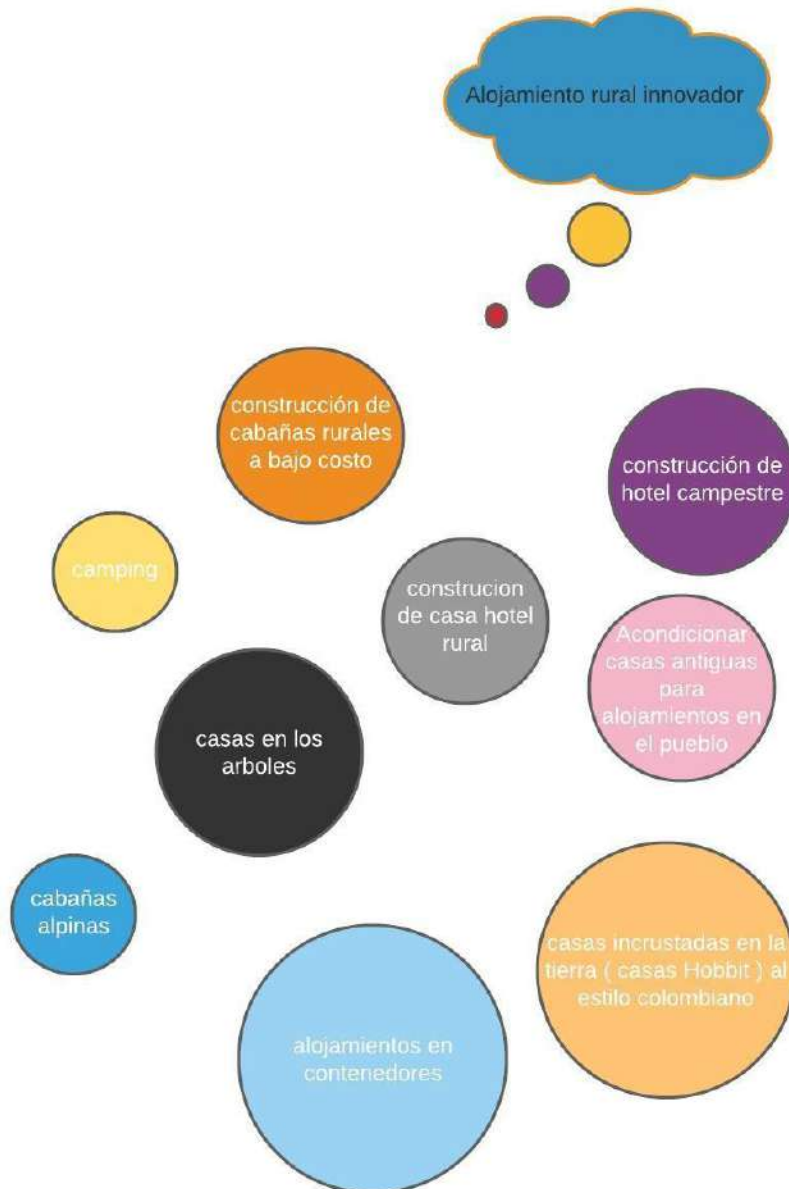 Alojamiento rural innovador
construcción de
cabañas rurales
a bajo costo
construcción de
hotel campestre
camping
construcion
de casa hotel
rural
Acondicionar
casas antiguas
para
alojamientos en
el pueblo
casas en los
arboles
cabañas
alpinas
casas incrustadas en la
tierra ( casas Hobbit ) al
estilo colombiano
alojamientos en
contenedores